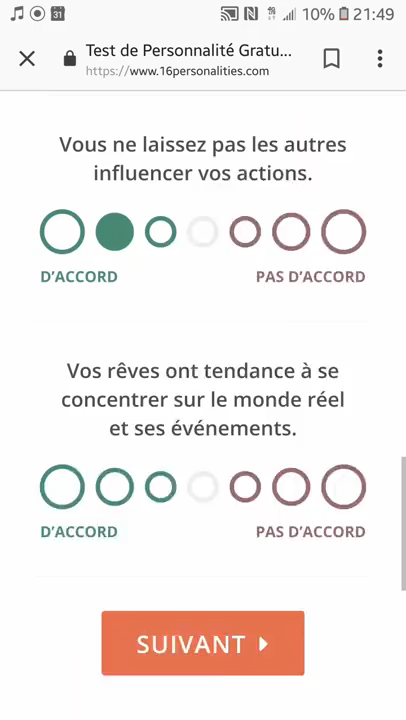 31 4G 10% 21:49
Test de Personnalité Gratu...
https://www.16personalities.com
Vous ne laissez pas les autres
influencer vos actions.
D'ACCORD PAS D'ACCORD
Vos rêves ont tendance à se
concentrer sur le monde réel
et ses événements.
D'ACCORD PAS D'ACCORD
SUIVANT